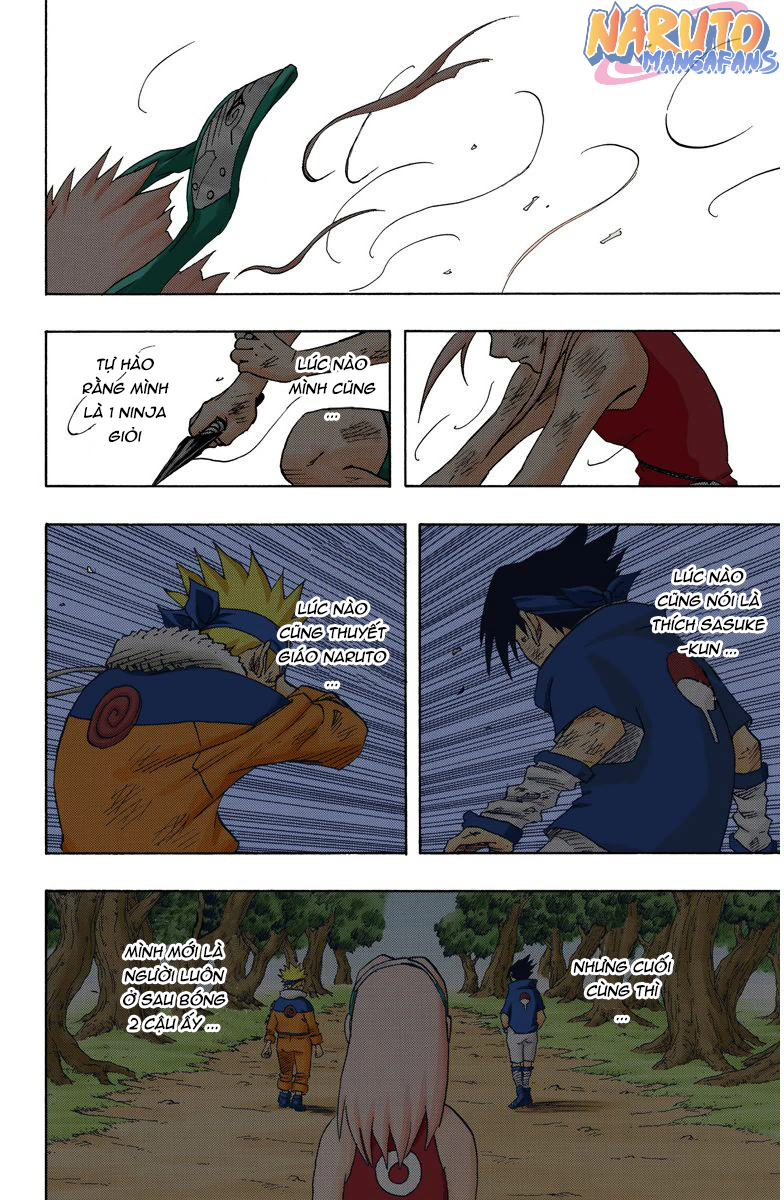 NARUTO
MANGAFANS
LÚC NÀO
MÌNH CŨNG
...
TỰ HÀO
RẰNG MÌNH
LÀ 1 NINJA
GIỎI
LÚC NÀO
CŨNG NÓI LÀ
THÍCH SASUKE
-KUN ...
LÚC NÀO
CŨNG THUYẾT
GIÁO NARUTO
...
NHƯNG CUỐI
CÙNG THÌ
...
MÌNH MỚI LÀ
NGƯỜI LUÔN
Ở SAU BÓNG
2 CẬU ẤY ...